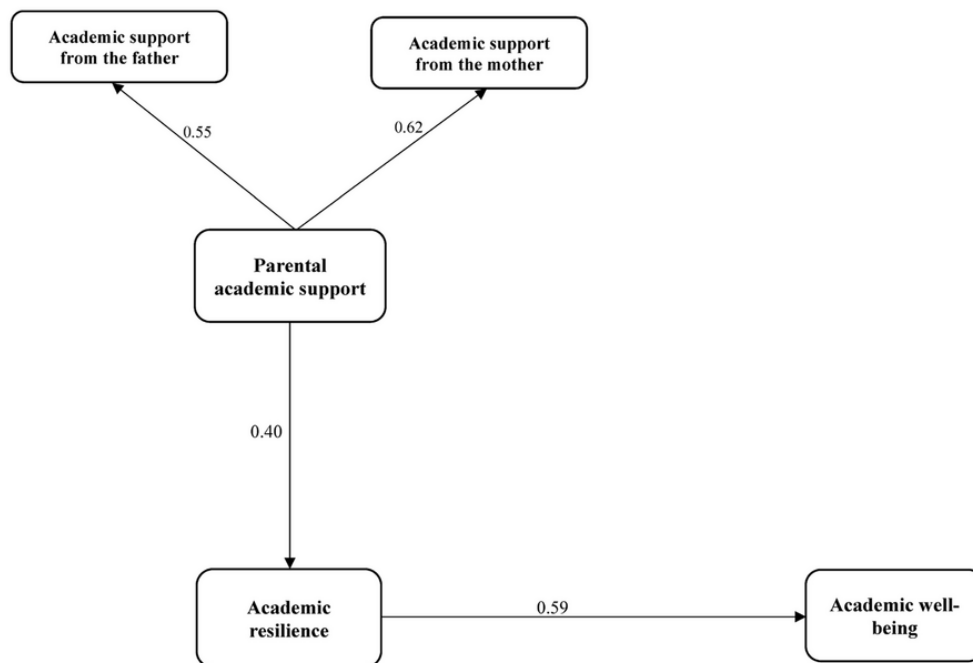 Academic support
from the father
Academic support
from the mother
0.55
0.62
Parental
academic support
0.40
Academic
resilience
0.59
Academic well-
being